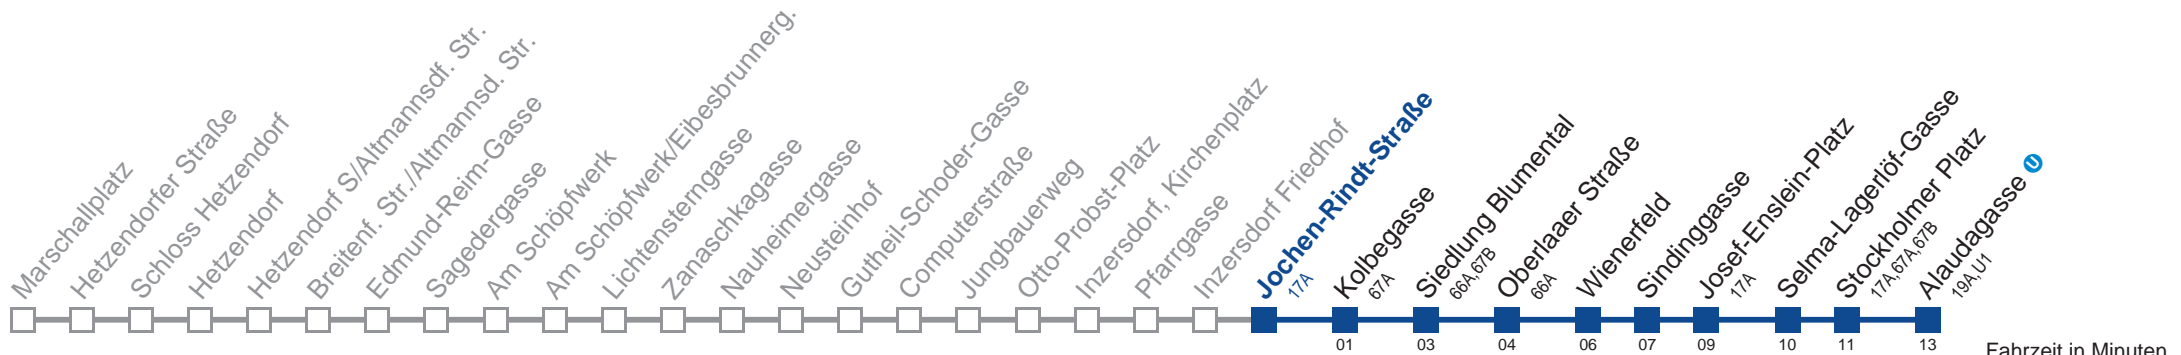 Marschallplatz
Hetzendorfer Straße
Schloss Hetzendorf
Hetzendorf
Hetzendorf S/Altmannsdf. Str.
Breitenf. Str./Altmannsd. Str.
Edmund-Reim-Gasse
Sagedergasse
Am Schöpfwerk
Am Schöpfwerk/Eibesbrunnerg.
Lichtensterngasse
Zanaschkagasse
Nauheimergasse
Neusteinhof
Gutheil-Schoder-Gasse
Computerstraße
Jungbauerweg
Otto-Probst-Platz
Inzersdorf, Kirchenplatz
Pfarrgasse
Inzersdorf Friedhof
Jochen-Rindt-Straße
17A
Kolbegasse
67A
Siedlung Blumental
66A,67B
Oberlaaer Straße
66A
Wienerfeld
Sindinggasse
Josef-Enslein-Platz
17A
Selma-Lagerlöf-Gasse
Stockholmer Platz
17A,67A,67B
Alaudagasse U
19A,U1
01 03 04 06 07 09 10 11 13
Fahrzeit in Minuten